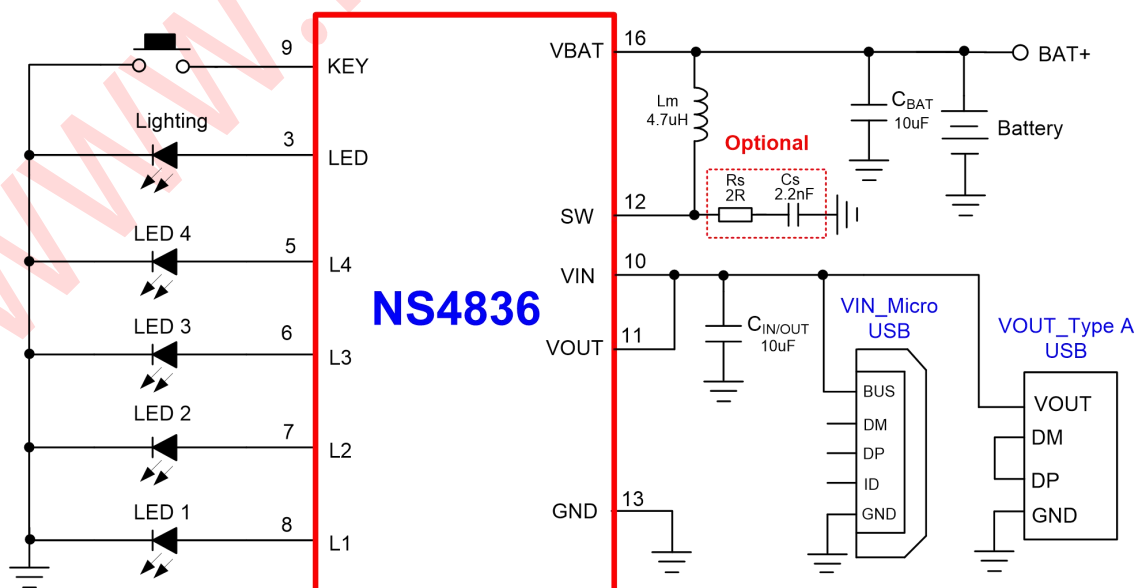 www.
9
KEY
Lighting
3
LED
LED 4
5
L4
LED 3
6
L3
LED 2
7
L2
LED 1
8
L1
NS4836
VBAT
16
BAT+
Lm
4.7uH
CBAT
10uF
Battery
Optional
Rs
2R
Cs
2.2nF
SW
12
VIN
10
VOUT
11
CIN/OUT
10uF
GND
13
VIN_Micro
USB
BUS
DM
DP
ID
GND
VOUT_Type A
USB
VOUT
DM
DP
GND